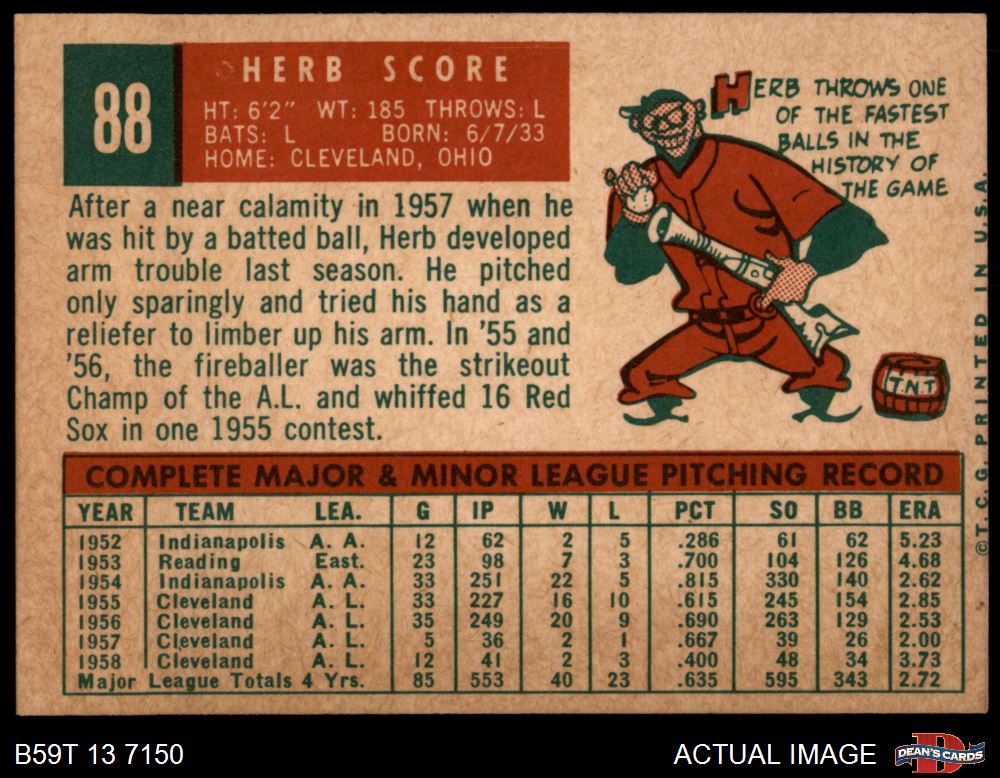 88
HERB SCORE
HT: 6'2" WT: 185 THROWS: L
BATS: L BORN: 6/7/33
HOME: CLEVELAND, OHIO
HERB THROWS ONE
OF THE FASTEST
BALLS IN THE
HISTORY OF
THE GAME
After a near calamity in 1957 when he
was hit by a batted ball, Herb developed
arm trouble last season. He pitched
only sparingly and tried his hand as a
reliefer to limber up his arm. In '55 and
'56, the fireballer was the strikeout
Champ of the A.L. and whiffed 16 Red
Sox in one 1955 contest.
T.N.T
©T.C.G. PRINTED IN U.S.A.
COMPLETE MAJOR & MINOR LEAGUE PITCHING RECORD
YEAR TEAM LEA. G IP W L PCT SO BB ERA
1952 Indianapolis A. A. 12 62 2 5 .286 61 62 5.23
1953 Reading East. 23 98 7 3 .700 104 126 4.68
1954 Indianapolis A. A. 33 251 22 5 .815 330 140 2.62
1955 Cleveland A. L. 33 227 16 10 .615 245 154 2.85
1956 Cleveland A. L. 35 249 20 9 .690 263 129 2.53
1957 Cleveland A. L. 5 36 2 1 .667 39 26 2.00
1958 Cleveland A. L. 12 41 2 3 .400 48 34 3.73
Major League Totals 4 Yrs. 85 553 40 23 .635 595 343 2.72
B59T 13 7150
ACTUAL IMAGE
DEAN'S CARDS